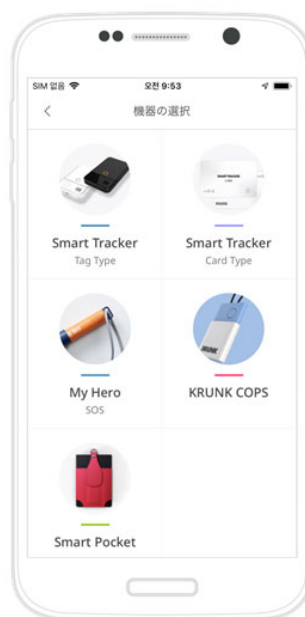 SIM 없음 오전 9:53
機器の選択
Smart Tracker
Tag Type
Smart Tracker
Card Type
My Hero
SOS
KRUNK
KRUNK COPS
Smart Pocket